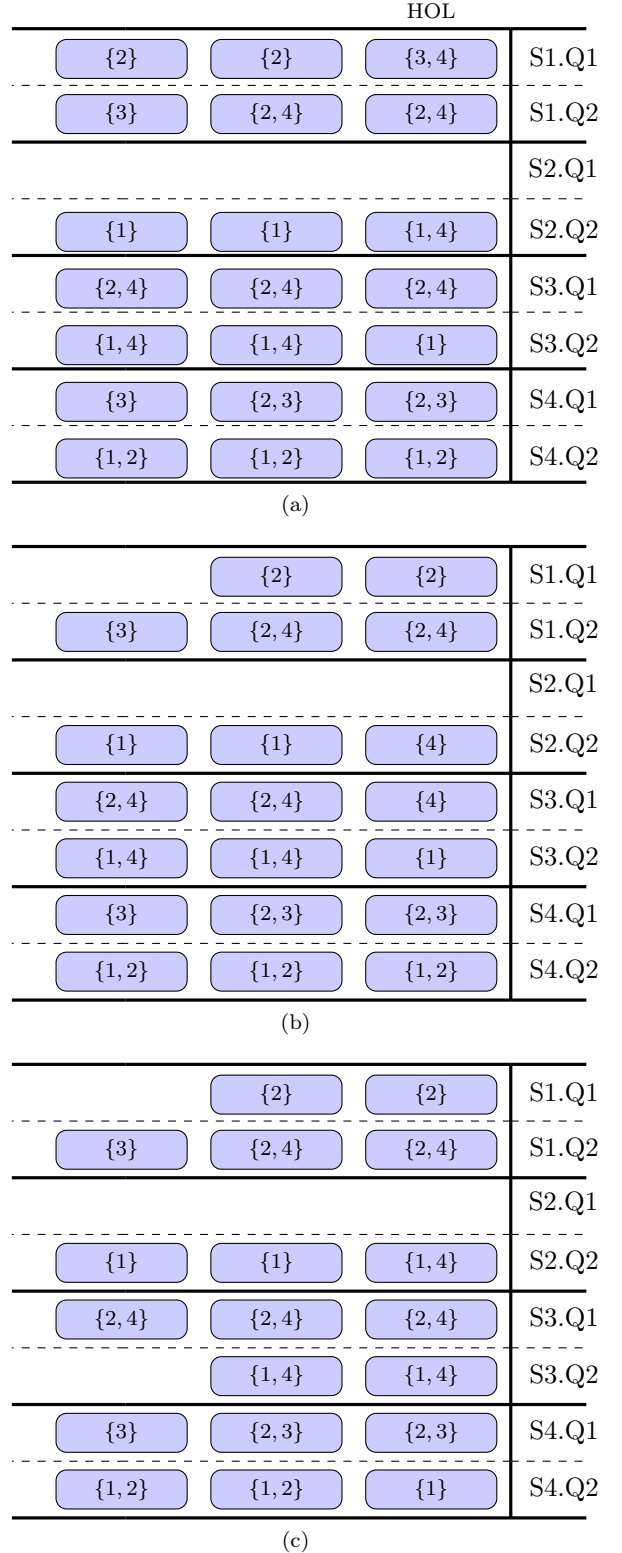 HOL
{2} {2} {3, 4} S1.Q1
{3} {2, 4} {2, 4} S1.Q2
S2.Q1
{1} {1} {1, 4} S2.Q2
{2, 4} {2, 4} {2, 4} S3.Q1
{1, 4} {1, 4} {1} S3.Q2
{3} {2, 3} {2, 3} S4.Q1
{1, 2} {1, 2} {1, 2} S4.Q2
(a)
{2} {2} S1.Q1
{3} {2, 4} {2, 4} S1.Q2
S2.Q1
{1} {1} {4} S2.Q2
{2, 4} {2, 4} {4} S3.Q1
{1, 4} {1, 4} {1} S3.Q2
{3} {2, 3} {2, 3} S4.Q1
{1, 2} {1, 2} {1, 2} S4.Q2
(b)
{2} {2} S1.Q1
{3} {2, 4} {2, 4} S1.Q2
S2.Q1
{1} {1} {1, 4} S2.Q2
{2, 4} {2, 4} {2, 4} S3.Q1
{1, 4} {1, 4} S3.Q2
{3} {2, 3} {2, 3} S4.Q1
{1, 2} {1, 2} {1} S4.Q2
(c)